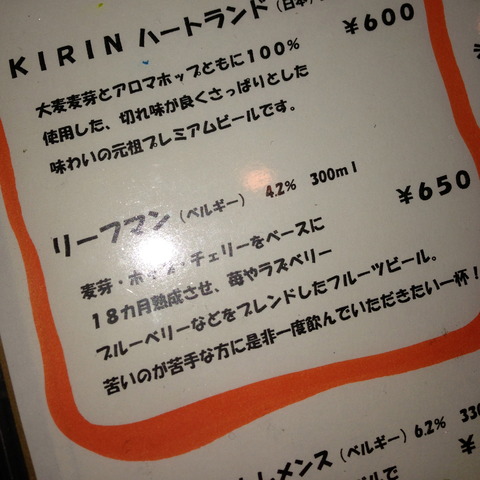 KIRIN ハートランド（日本）
¥600
大麦麦芽とアロマホップともに100%
使用した、切れ味が良くさっぱりとした
味わいの元祖プレミアムビールです。
リーフマン（ベルギー） 4.2% 300ml
¥650
麦芽・ホップ・チェリーをベースに
18カ月熟成させ、苺やラズベリー
ブルーベリーなどをブレンドしたフルーツビール。
苦いのが苦手な方に是非一度飲んでいただきたい一杯！
メンス（ベルギー）6.2% 330